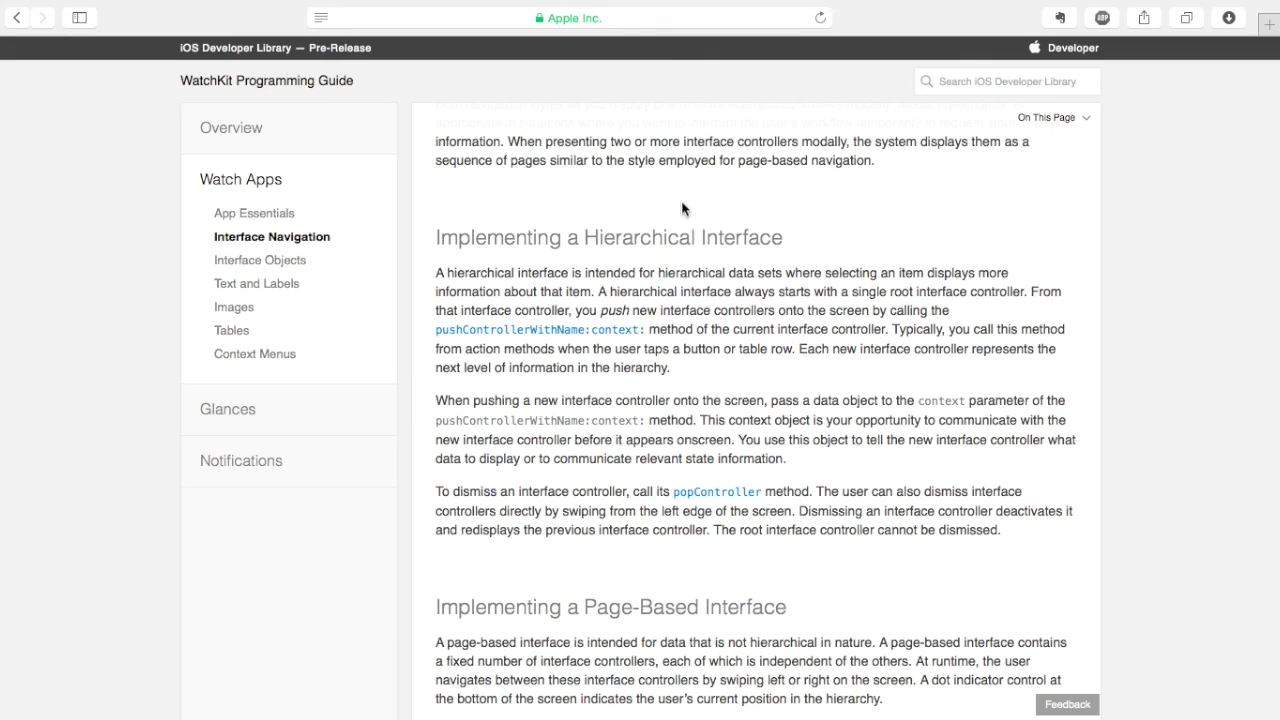 Apple Inc.
ABP
iOS Developer Library — Pre-Release
Developer
WatchKit Programming Guide
Search iOS Developer Library
Overview
Watch Apps
App Essentials
Interface Navigation
Interface Objects
Text and Labels
Images
Tables
Context Menus
Glances
Notifications
On This Page
information. When presenting two or more interface controllers modally, the system displays them as a
sequence of pages similar to the style employed for page-based navigation.
Implementing a Hierarchical Interface
A hierarchical interface is intended for hierarchical data sets where selecting an item displays more
information about that item. A hierarchical interface always starts with a single root interface controller. From
that interface controller, you push new interface controllers onto the screen by calling the
pushControllerWithName:context: method of the current interface controller. Typically, you call this method
from action methods when the user taps a button or table row. Each new interface controller represents the
next level of information in the hierarchy.
When pushing a new interface controller onto the screen, pass a data object to the context parameter of the
pushControllerWithName:context: method. This context object is your opportunity to communicate with the
new interface controller before it appears onscreen. You use this object to tell the new interface controller what
data to display or to communicate relevant state information.
To dismiss an interface controller, call its popController method. The user can also dismiss interface
controllers directly by swiping from the left edge of the screen. Dismissing an interface controller deactivates it
and redisplays the previous interface controller. The root interface controller cannot be dismissed.
Implementing a Page-Based Interface
A page-based interface is intended for data that is not hierarchical in nature. A page-based interface contains
a fixed number of interface controllers, each of which is independent of the others. At runtime, the user
navigates between these interface controllers by swiping left or right on the screen. A dot indicator control at
the bottom of the screen indicates the user's current position in the hierarchy.
Feedback